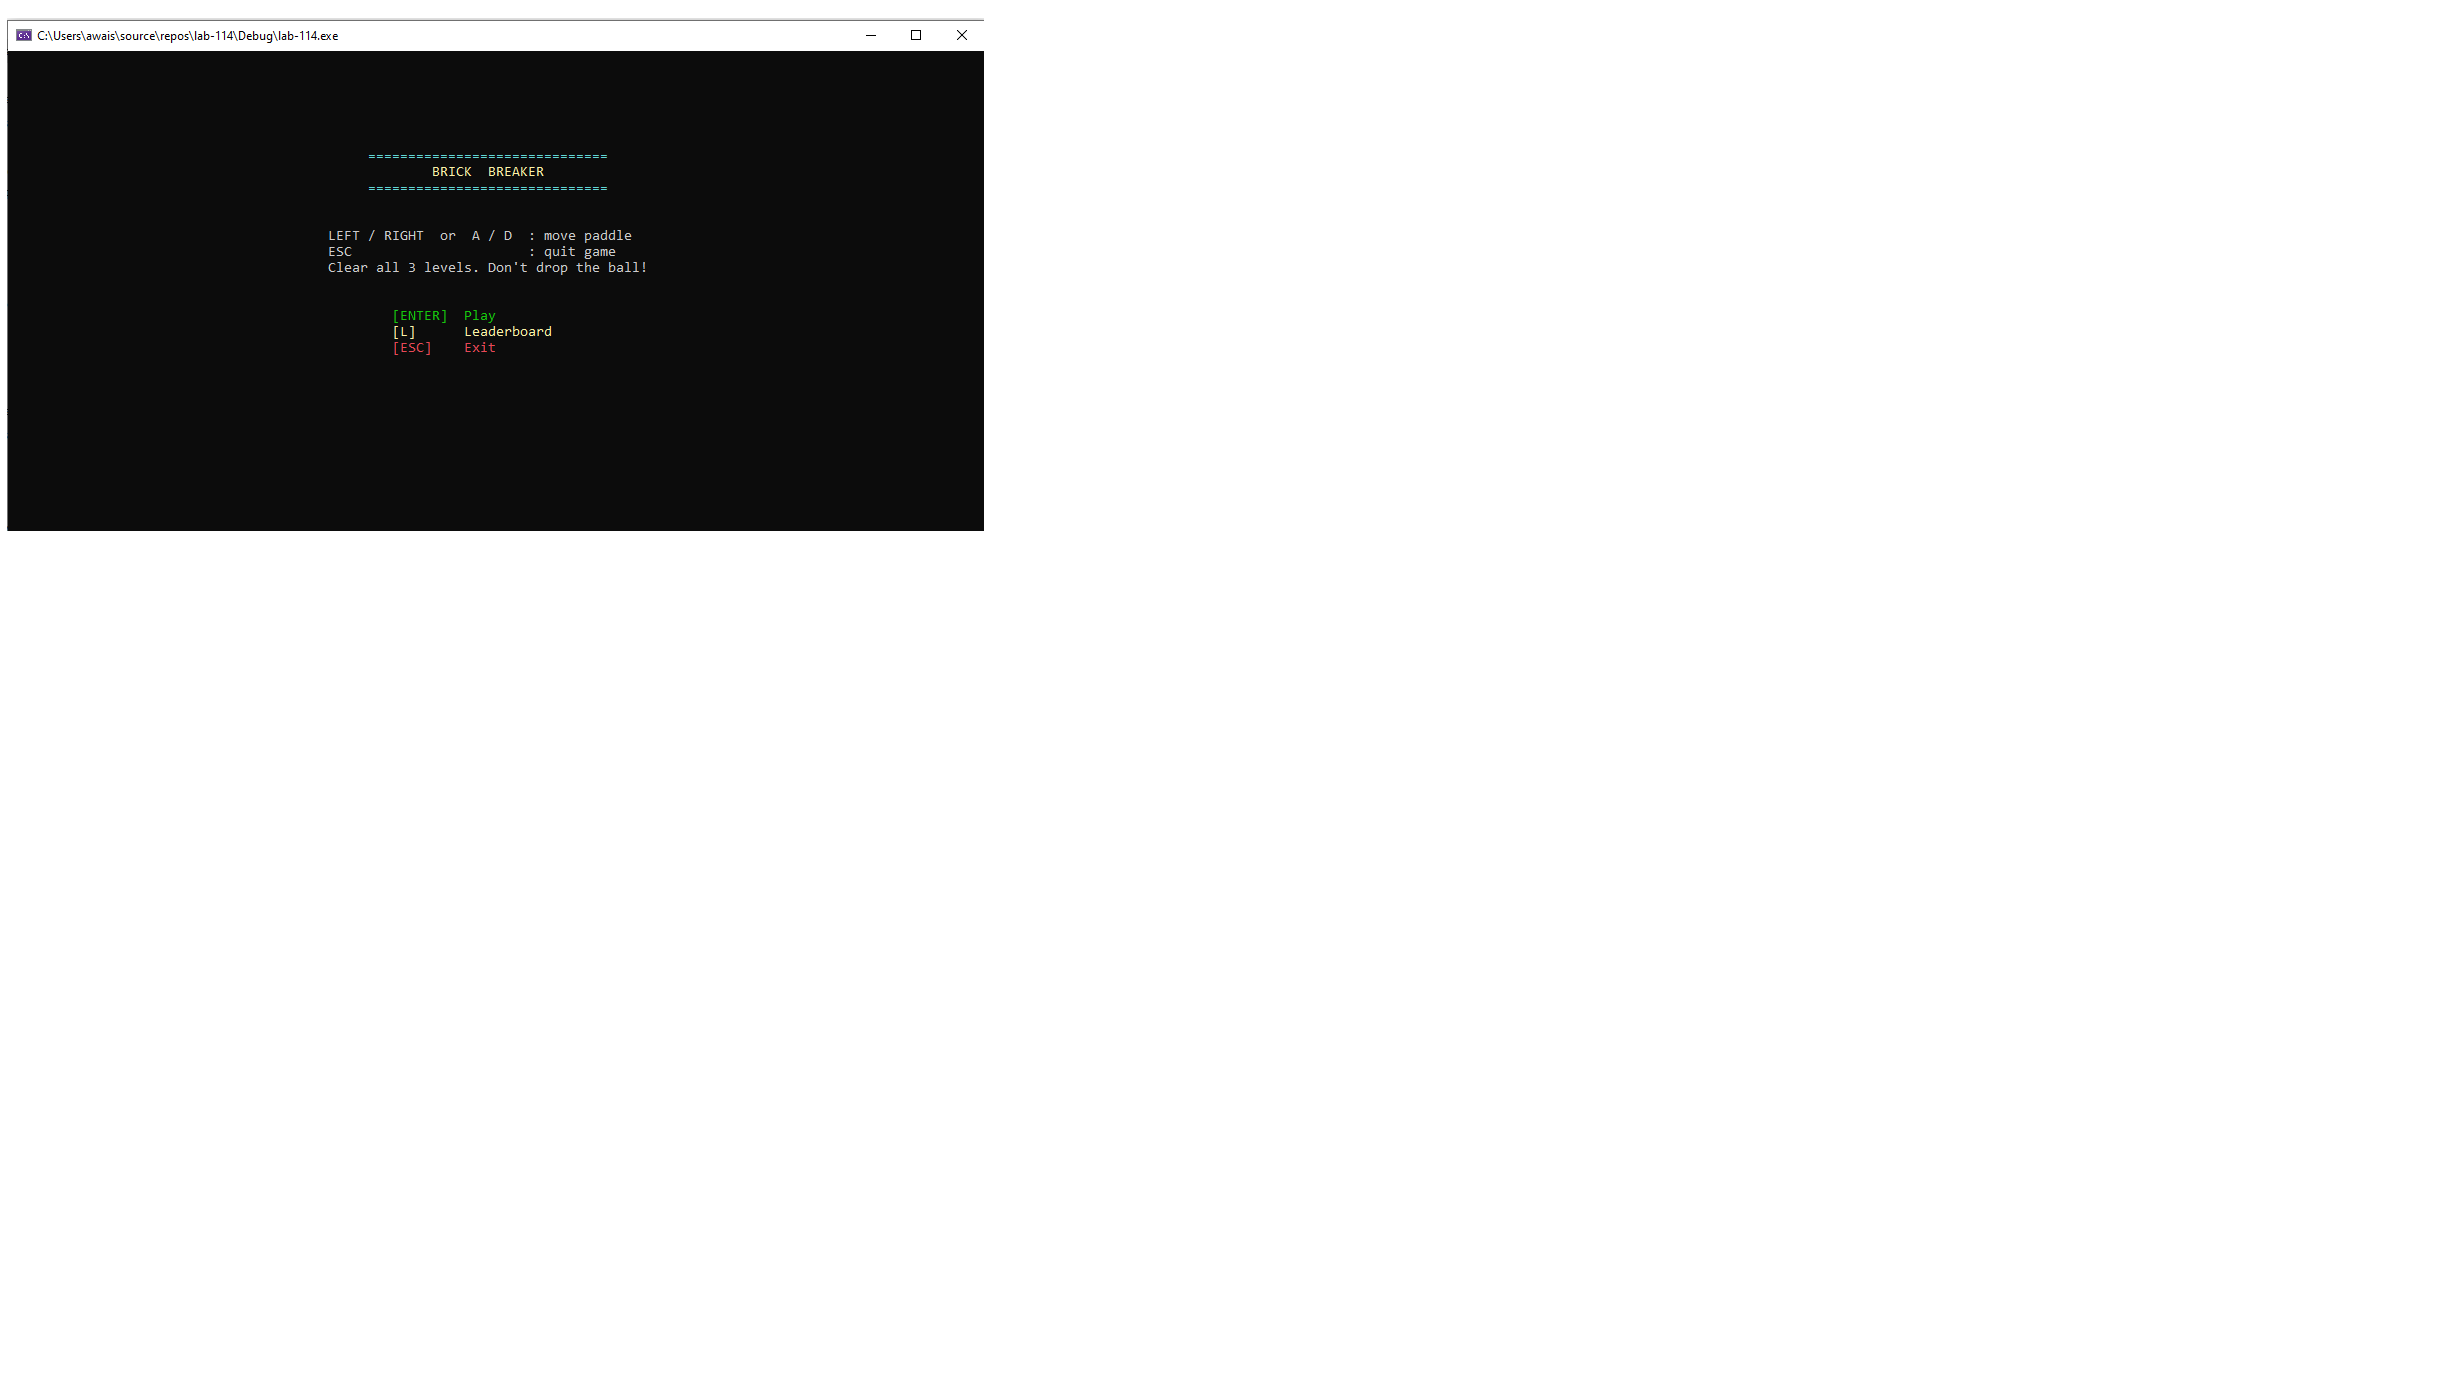 C:\Users\awais\source\repos\lab-114\Debug\lab-114.exe
==============================
BRICK  BREAKER
==============================
LEFT / RIGHT  or  A / D  : move paddle
ESC                      : quit game
Clear all 3 levels. Don't drop the ball!
[ENTER]  Play
[L]      Leaderboard
[ESC]    Exit